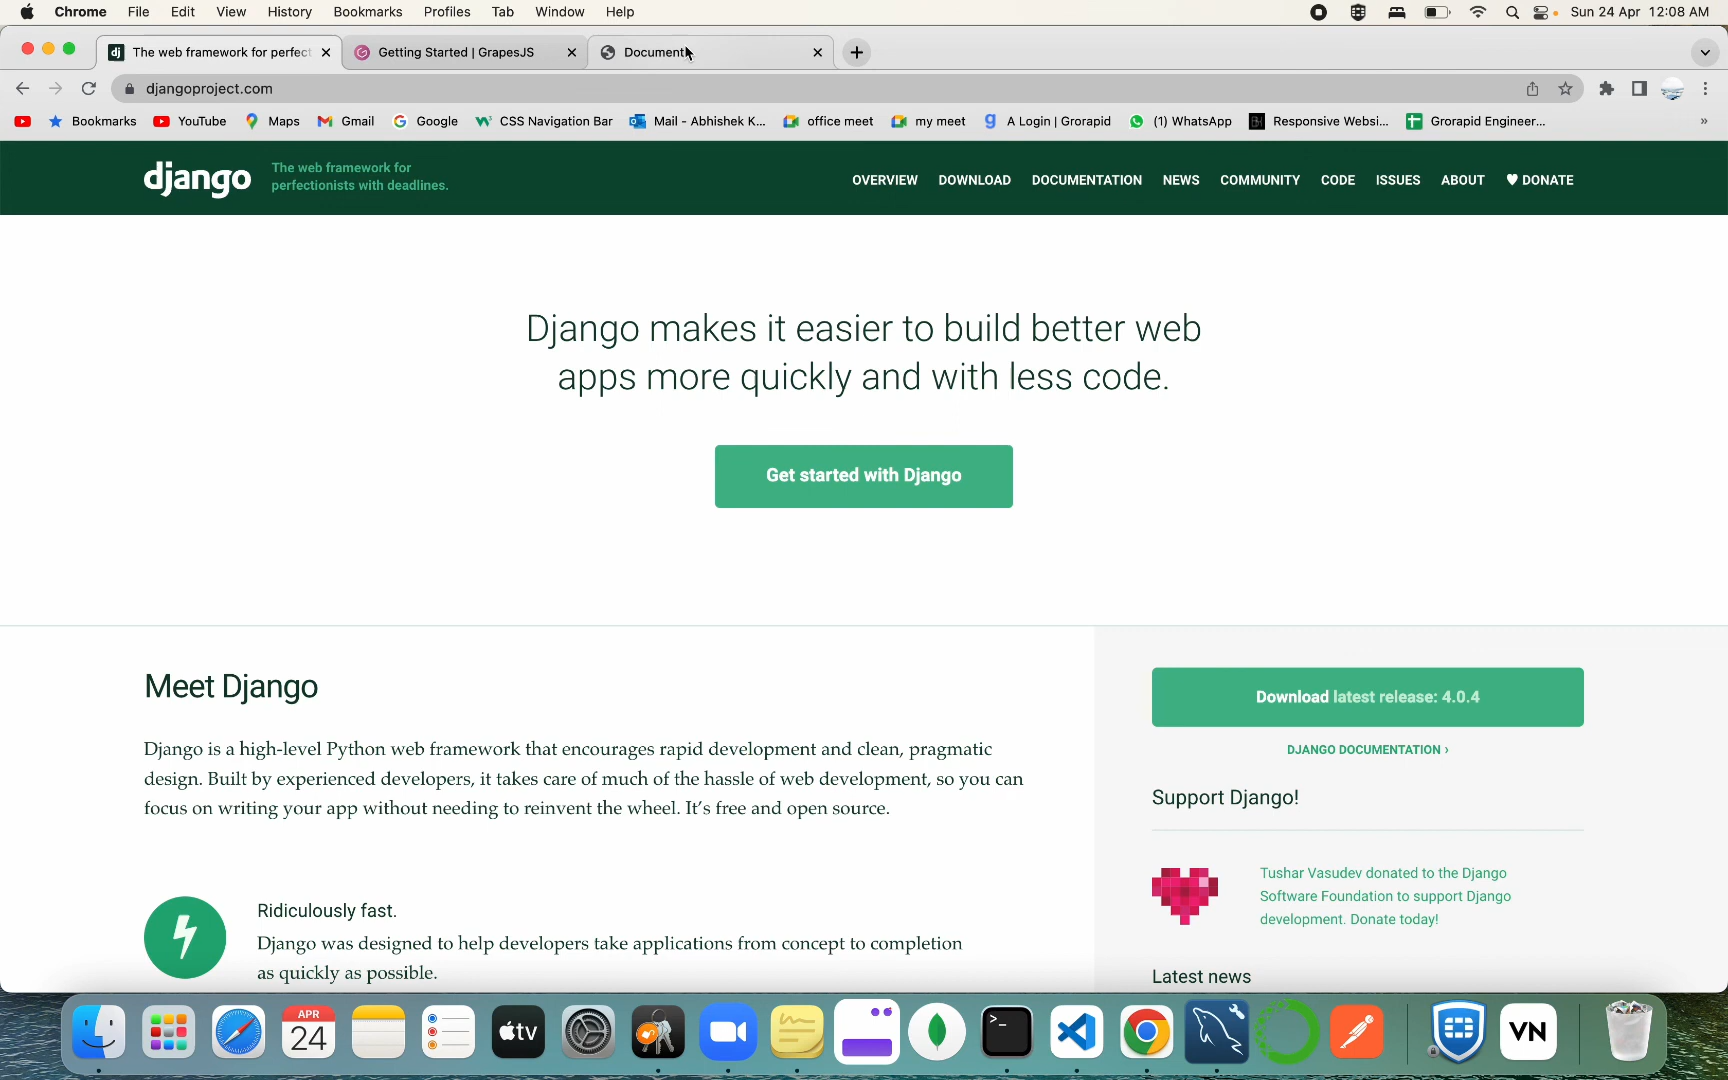 Chrome File Edit View History Bookmarks Profiles Tab Window Help Sun 24 Apr 12:08 AM
dj The web framework for perfect Getting Started | GrapesJS Document
djangoproject.com
Bookmarks YouTube Maps Gmail Google CSS Navigation Bar Mail - Abhishek K... office meet my meet A Login | Grorapid (1) WhatsApp Responsive Websi... Grorapid Engineer... »
django The web framework for
perfectionists with deadlines.
OVERVIEW DOWNLOAD DOCUMENTATION NEWS COMMUNITY CODE ISSUES ABOUT ♥ DONATE
Django makes it easier to build better web
apps more quickly and with less code.
Get started with Django
Meet Django
Django is a high-level Python web framework that encourages rapid development and clean, pragmatic
design. Built by experienced developers, it takes care of much of the hassle of web development, so you can
focus on writing your app without needing to reinvent the wheel. It's free and open source.
Ridiculously fast.
Django was designed to help developers take applications from concept to completion
as quickly as possible.
Download latest release: 4.0.4
DJANGO DOCUMENTATION ›
Support Django!
Tushar Vasudev donated to the Django
Software Foundation to support Django
development. Donate today!
Latest news
APR
24
tv
>_
VN